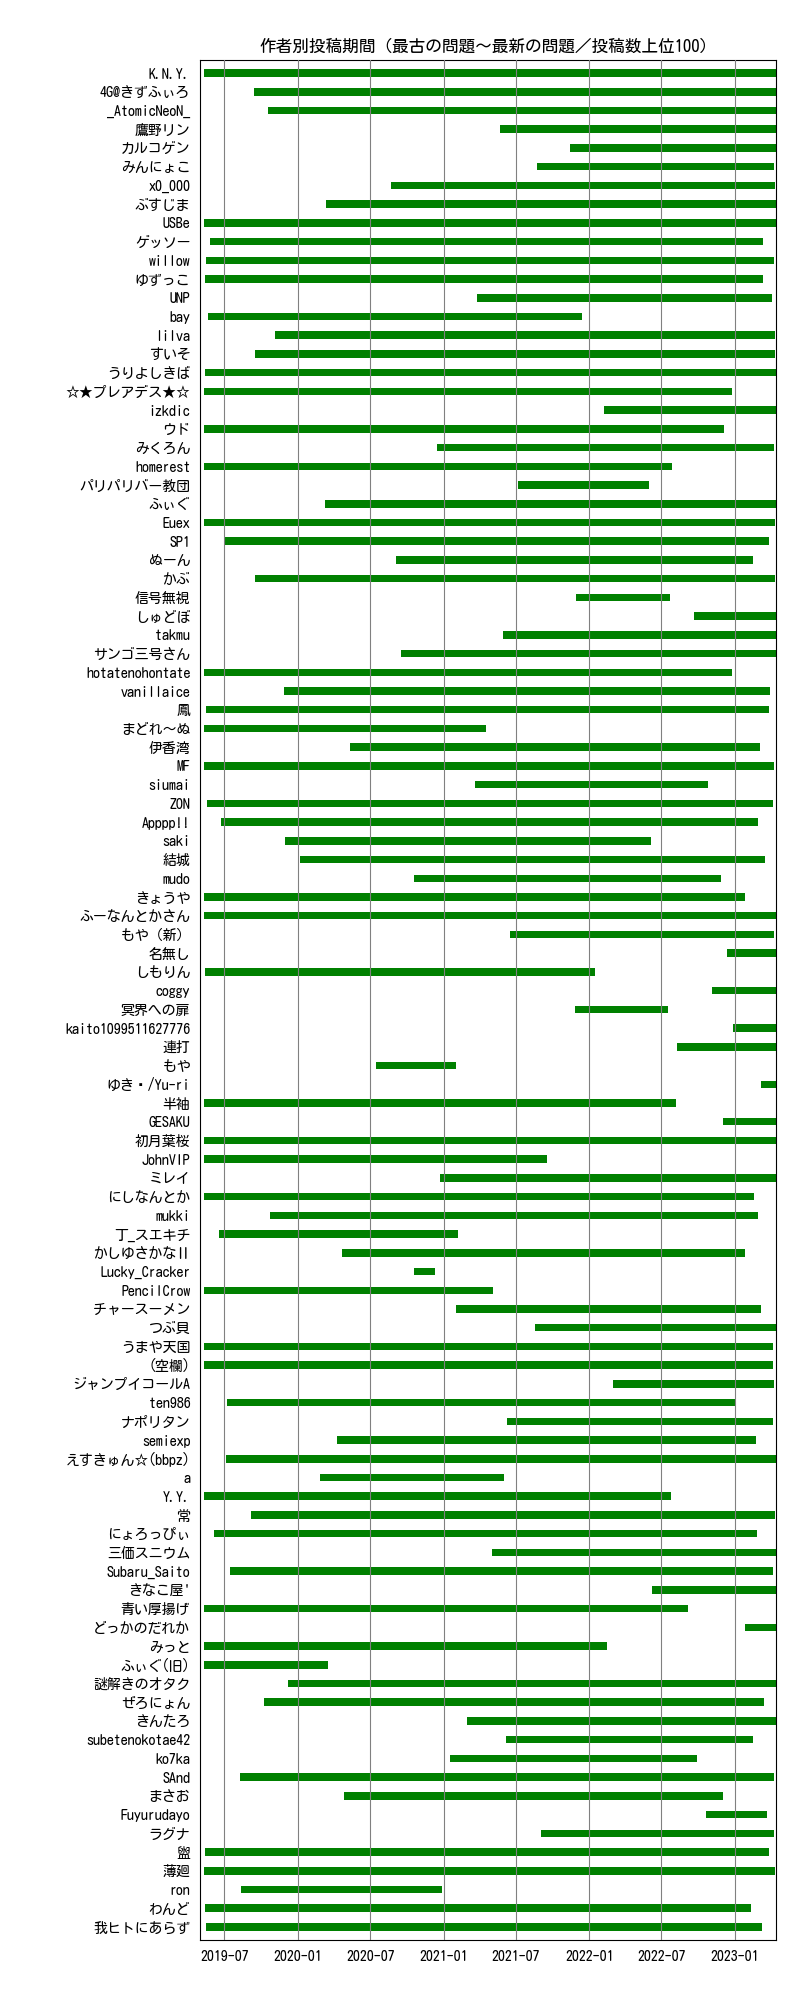 作者別投稿期間（最古の問題～最新の問題／投稿数上位100）
K.N.Y.
4G@きずふぃろ
_AtomicNeoN_
鷹野リン
カルコゲン
みんにょこ
x0_000
ぶすじま
USBe
ゲッソー
willow
ゆずっこ
UNP
bay
lilva
すいそ
うりよしきば
☆★プレアデス★☆
izkdic
ウド
みくろん
homerest
パリパリバー教団
ふぃぐ
Euex
SP1
ぬーん
かぶ
信号無視
しゅどぼ
takmu
サンゴ三号さん
hotatenohontate
vanillaice
鳳
まどれ～ぬ
伊香湾
MF
siumai
ZON
Appppll
saki
結城
mudo
きょうや
ふーなんとかさん
もや（新）
名無し
しもりん
coggy
冥界への扉
kaito1099511627776
連打
もや
ゆき・/Yu-ri
半袖
GESAKU
初月葉桜
JohnVIP
ミレイ
にしなんとか
mukki
丁_スエキチ
かしゆさかなⅡ
Lucky_Cracker
PencilCrow
チャースーメン
つぶ貝
うまや天国
(空欄)
ジャンプイコールA
ten986
ナポリタン
semiexp
えすきゅん☆(bbpz)
a
Y.Y.
常
にょろっぴぃ
三価スニウム
Subaru_Saito
きなこ屋'
青い厚揚げ
どっかのだれか
みっと
ふぃぐ(旧)
謎解きのオタク
ぜろにょん
きんたろ
subetenokotae42
ko7ka
SAnd
まさお
Fuyurudayo
ラグナ
盥
薄廻
ron
わんど
我ヒトにあらず
2019-07 2020-01 2020-07 2021-01 2021-07 2022-01 2022-07 2023-01